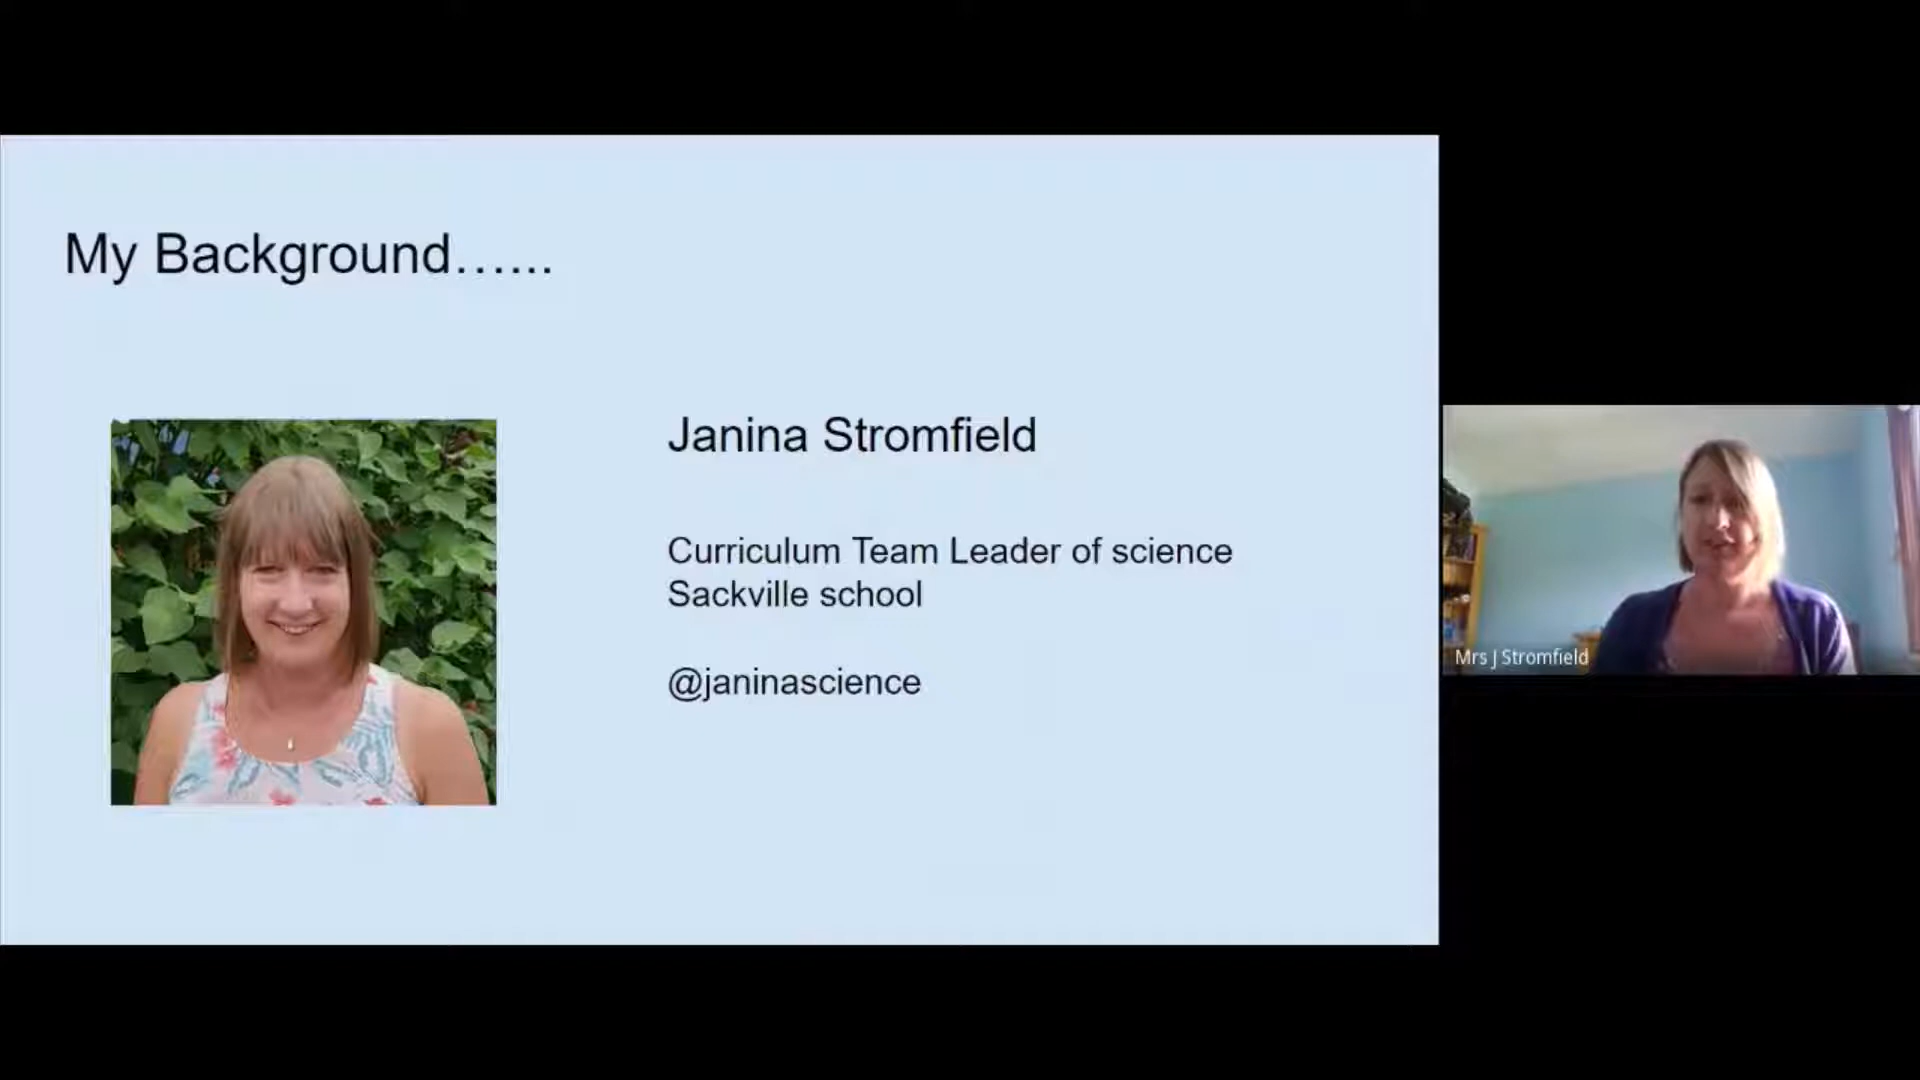 My Background…...
Janina Stromfield
Curriculum Team Leader of science
Sackville school
@janinascience
Mrs J Stromfield